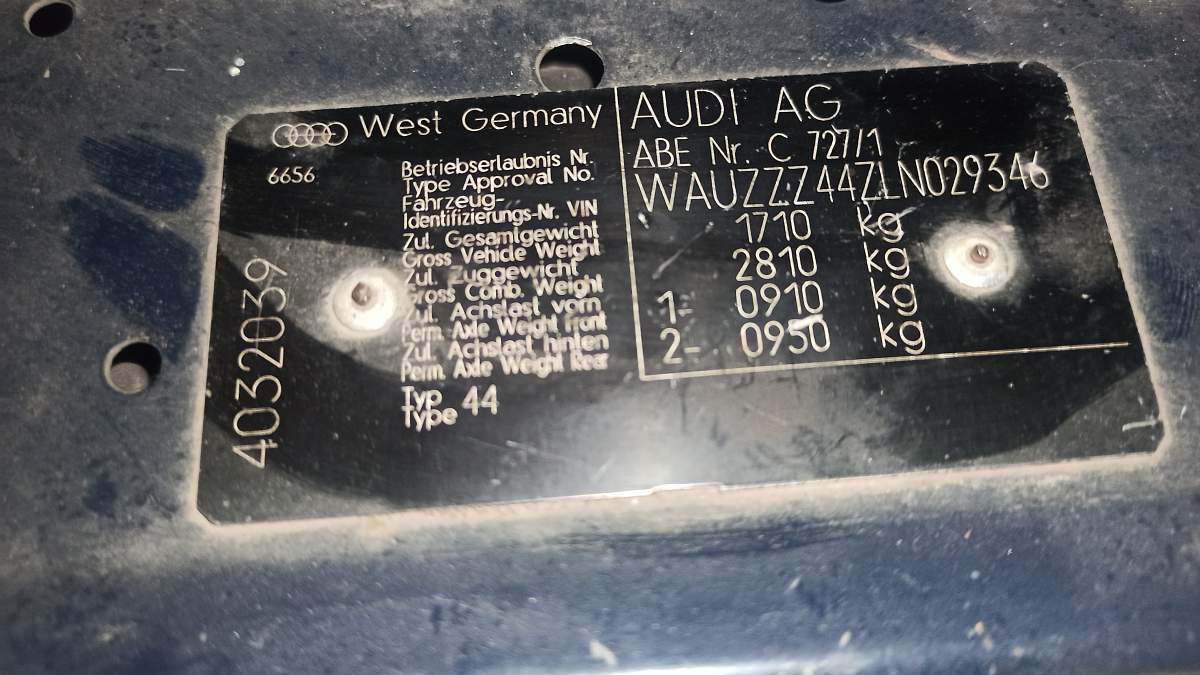 West Germany
6656
Betriebserlaubnis Nr.
Type Approval No.
Fahrzeug-
Identifizierungs-Nr. VIN
Zul. Gesamtgewicht
Gross Vehicle Weight
Zul. Zuggewicht
Gross Comb. Weight
Zul. Achslast vorn
Perm. Axle Weight Front
Zul. Achslast hinten
Perm. Axle Weight Rear
Typ 44
Type
4032039
AUDI AG
ABE Nr. C 727/1
WAUZZZ44ZLN029346
1710 kg
2810 kg
1- 0910 kg
2- 0950 kg